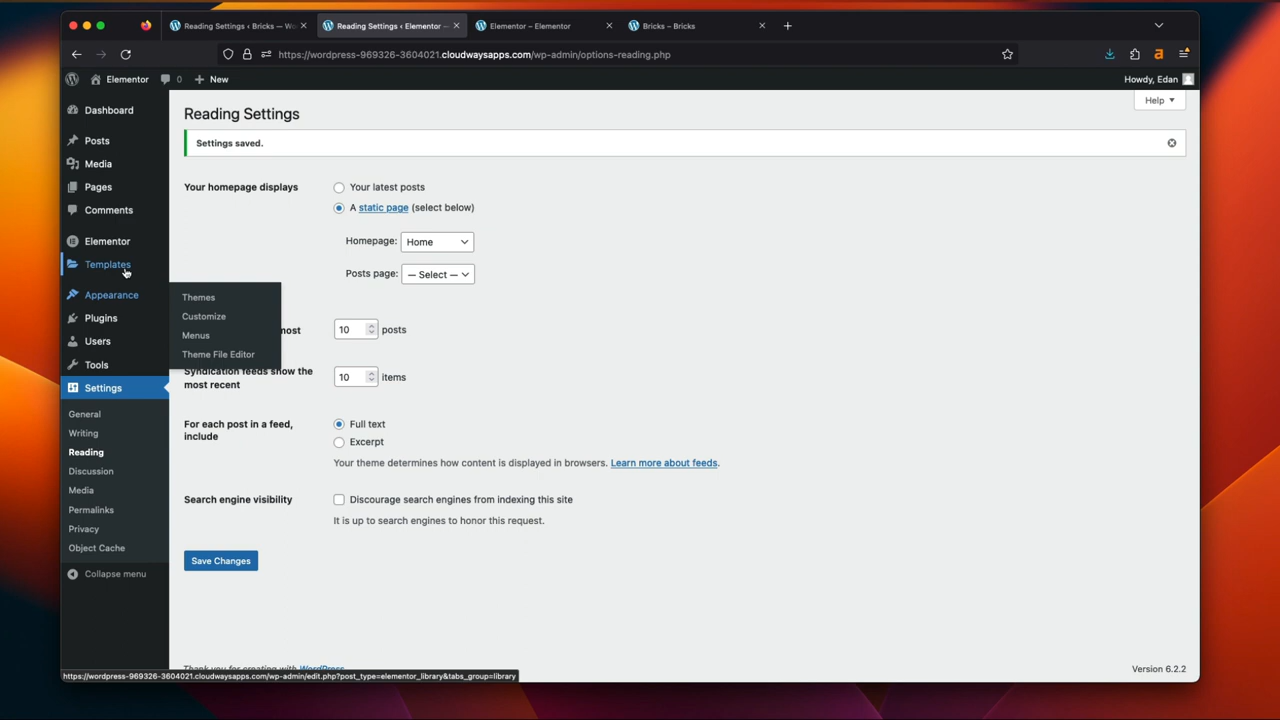 Reading Settings ‹ Bricks — Wo
Reading Settings ‹ Elementor —
Elementor – Elementor
Bricks – Bricks
https://wordpress-969326-3604021.cloudwaysapps.com/wp-admin/options-reading.php
Elementor
0
New
Howdy, Edan
Help
Dashboard
Posts
Media
Pages
Comments
Elementor
Templates
Appearance
Plugins
Users
Tools
Settings
General
Writing
Reading
Discussion
Media
Permalinks
Privacy
Object Cache
Collapse menu
Themes
Customize
Menus
Theme File Editor
Reading Settings
Settings saved.
Your homepage displays
Your latest posts
A static page (select below)
Homepage: Home
Posts page: — Select —
most
10 posts
Syndication feeds show the
most recent
10 items
For each post in a feed,
include
Full text
Excerpt
Your theme determines how content is displayed in browsers. Learn more about feeds.
Search engine visibility
Discourage search engines from indexing this site
It is up to search engines to honor this request.
Save Changes
Thank you for creating with WordPress.
Version 6.2.2
https://wordpress-969326-3604021.cloudwaysapps.com/wp-admin/edit.php?post_type=elementor_library&tabs_group=library